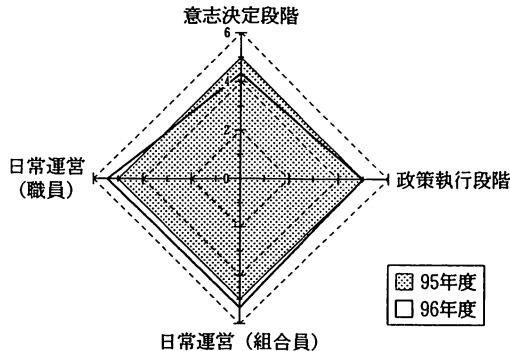 意志決定段階
6
4
2
0
日常運営
（職員）
政策執行段階
95年度
96年度
日常運営（組合員）